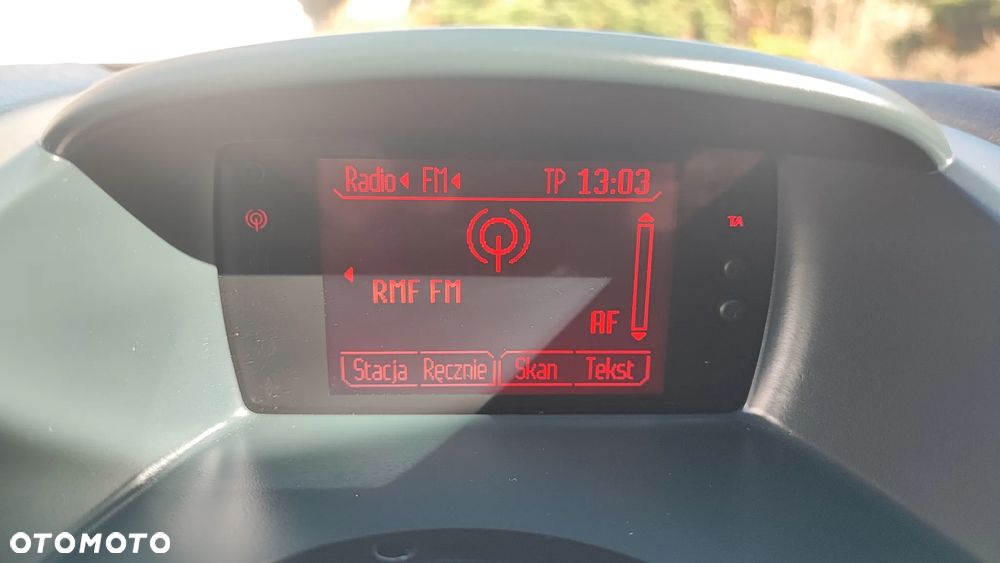 Radio FM TP 13:03
TA
RMF FM
AF
Stacja Ręcznie Skan Tekst
OTOMOTO